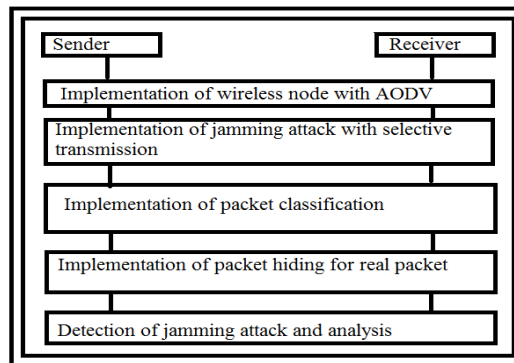 Sender
Receiver
Implementation of wireless node with AODV
Implementation of jamming attack with selective
transmission
Implementation of packet classification
Implementation of packet hiding for real packet
Detection of jamming attack and analysis